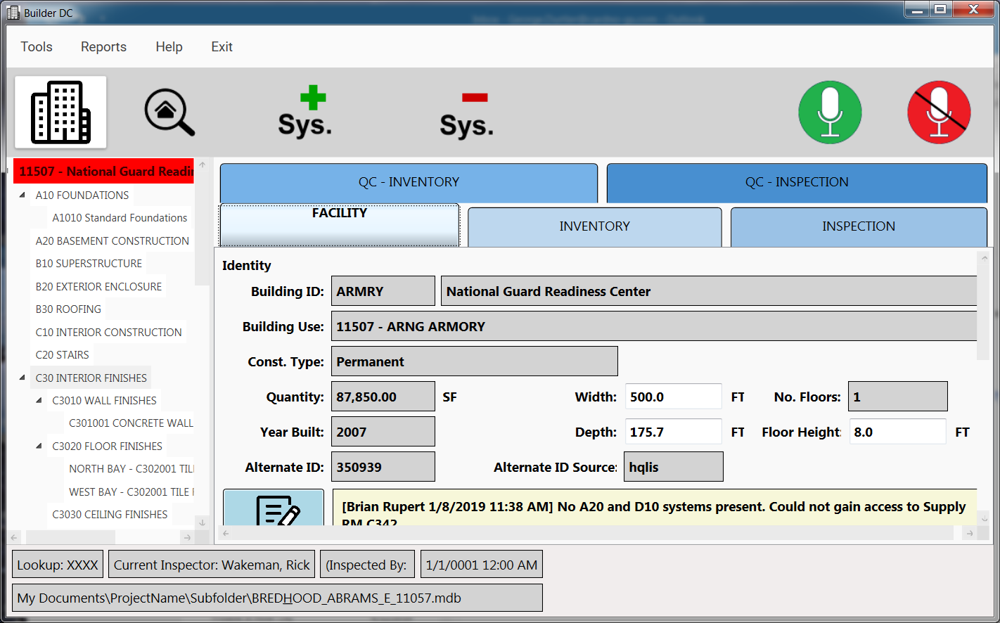 Builder DC
Tools Reports Help Exit
Sys. Sys.
11507 - National Guard Readi
A10 FOUNDATIONS
A1010 Standard Foundations
A20 BASEMENT CONSTRUCTION
B10 SUPERSTRUCTURE
B20 EXTERIOR ENCLOSURE
B30 ROOFING
C10 INTERIOR CONSTRUCTION
C20 STAIRS
C30 INTERIOR FINISHES
C3010 WALL FINISHES
C301001 CONCRETE WALL
C3020 FLOOR FINISHES
NORTH BAY - C302001 TIL
WEST BAY - C302001 TILE
C3030 CEILING FINISHES
QC - INVENTORY QC - INSPECTION
FACILITY INVENTORY INSPECTION
Identity
Building ID: ARMRY National Guard Readiness Center
Building Use: 11507 - ARNG ARMORY
Const. Type: Permanent
Quantity: 87,850.00 SF Width: 500.0 FT No. Floors: 1
Year Built: 2007 Depth: 175.7 FT Floor Height: 8.0 FT
Alternate ID: 350939 Alternate ID Source: hqlis
[Brian Rupert 1/8/2019 11:38 AM] No A20 and D10 systems present. Could not gain access to Supply
RM C342
Lookup: XXXX Current Inspector: Wakeman, Rick (Inspected By: 1/1/0001 12:00 AM
My Documents\ProjectName\Subfolder\BREDHOOD_ABRAMS_E_11057.mdb